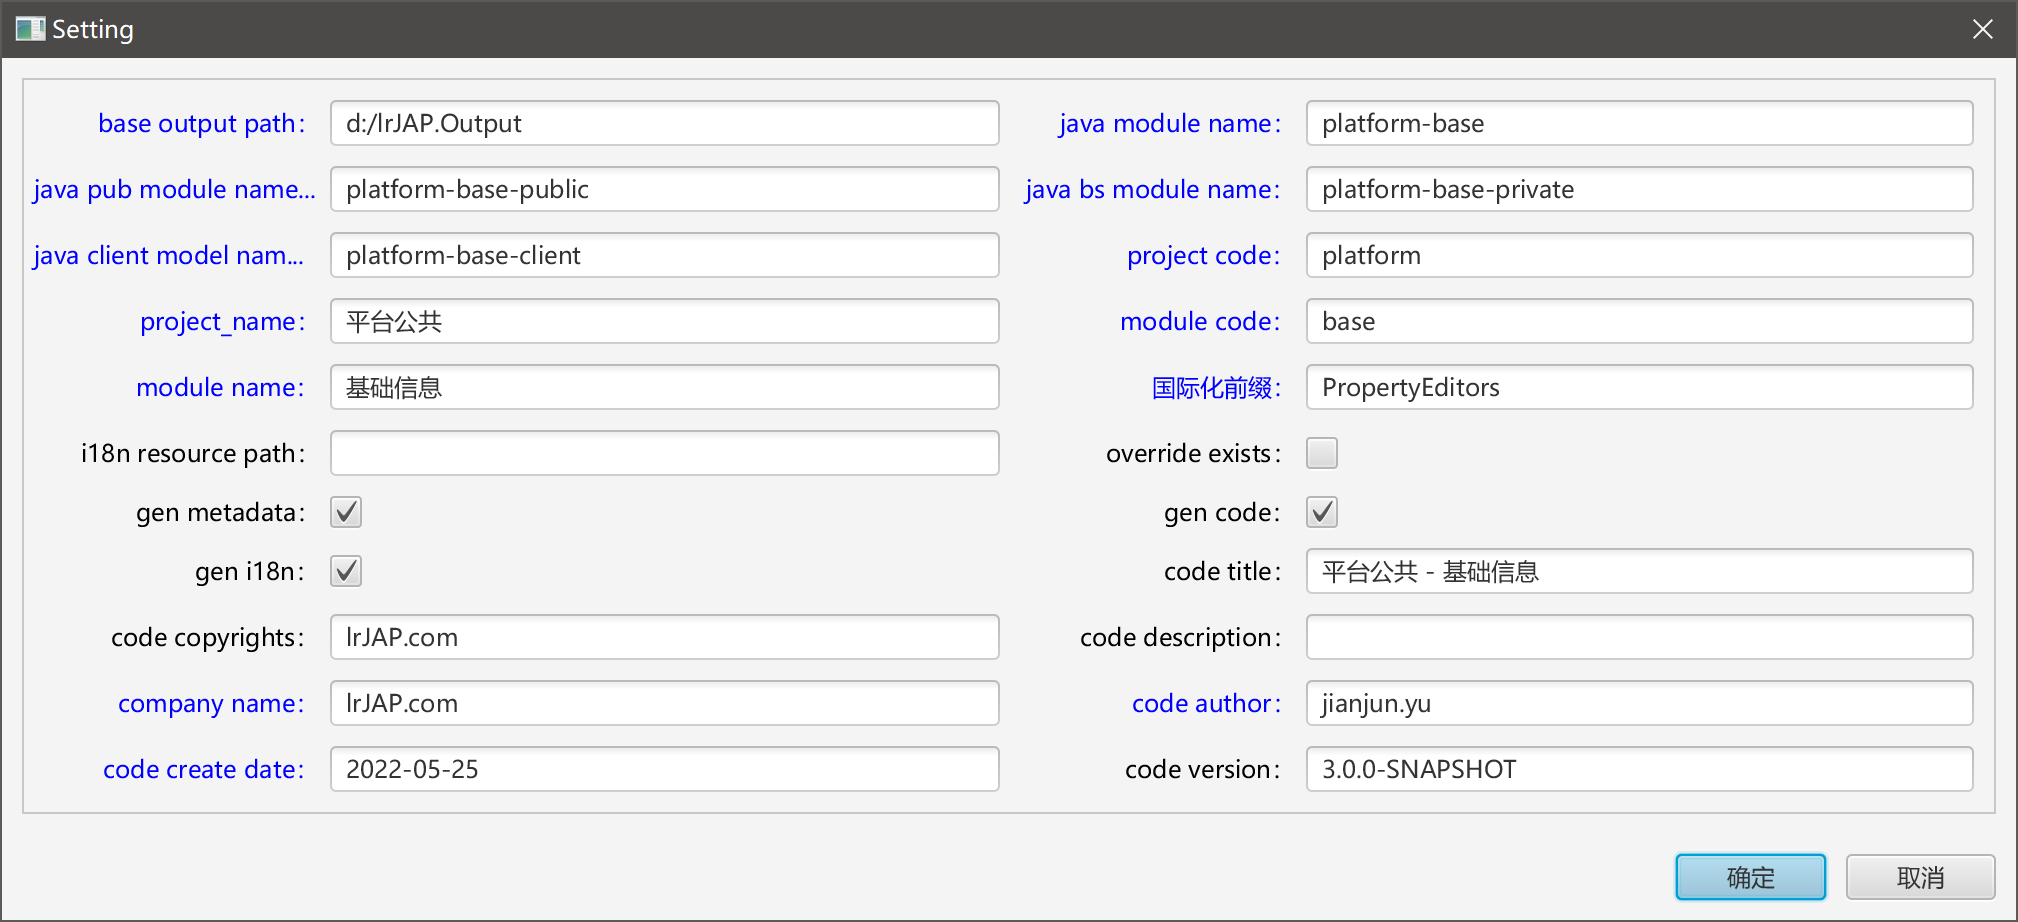 Setting
base output path: d:/lrJAP.Output java module name: platform-base
java pub module name... platform-base-public java bs module name: platform-base-private
java client model nam... platform-base-client project code: platform
project_name: 平台公共 module code: base
module name: 基础信息 国际化前缀: PropertyEditors
i18n resource path: override exists:
gen metadata: gen code:
gen i18n: code title: 平台公共 - 基础信息
code copyrights: lrJAP.com code description:
company name: lrJAP.com code author: jianjun.yu
code create date: 2022-05-25 code version: 3.0.0-SNAPSHOT
确定 取消